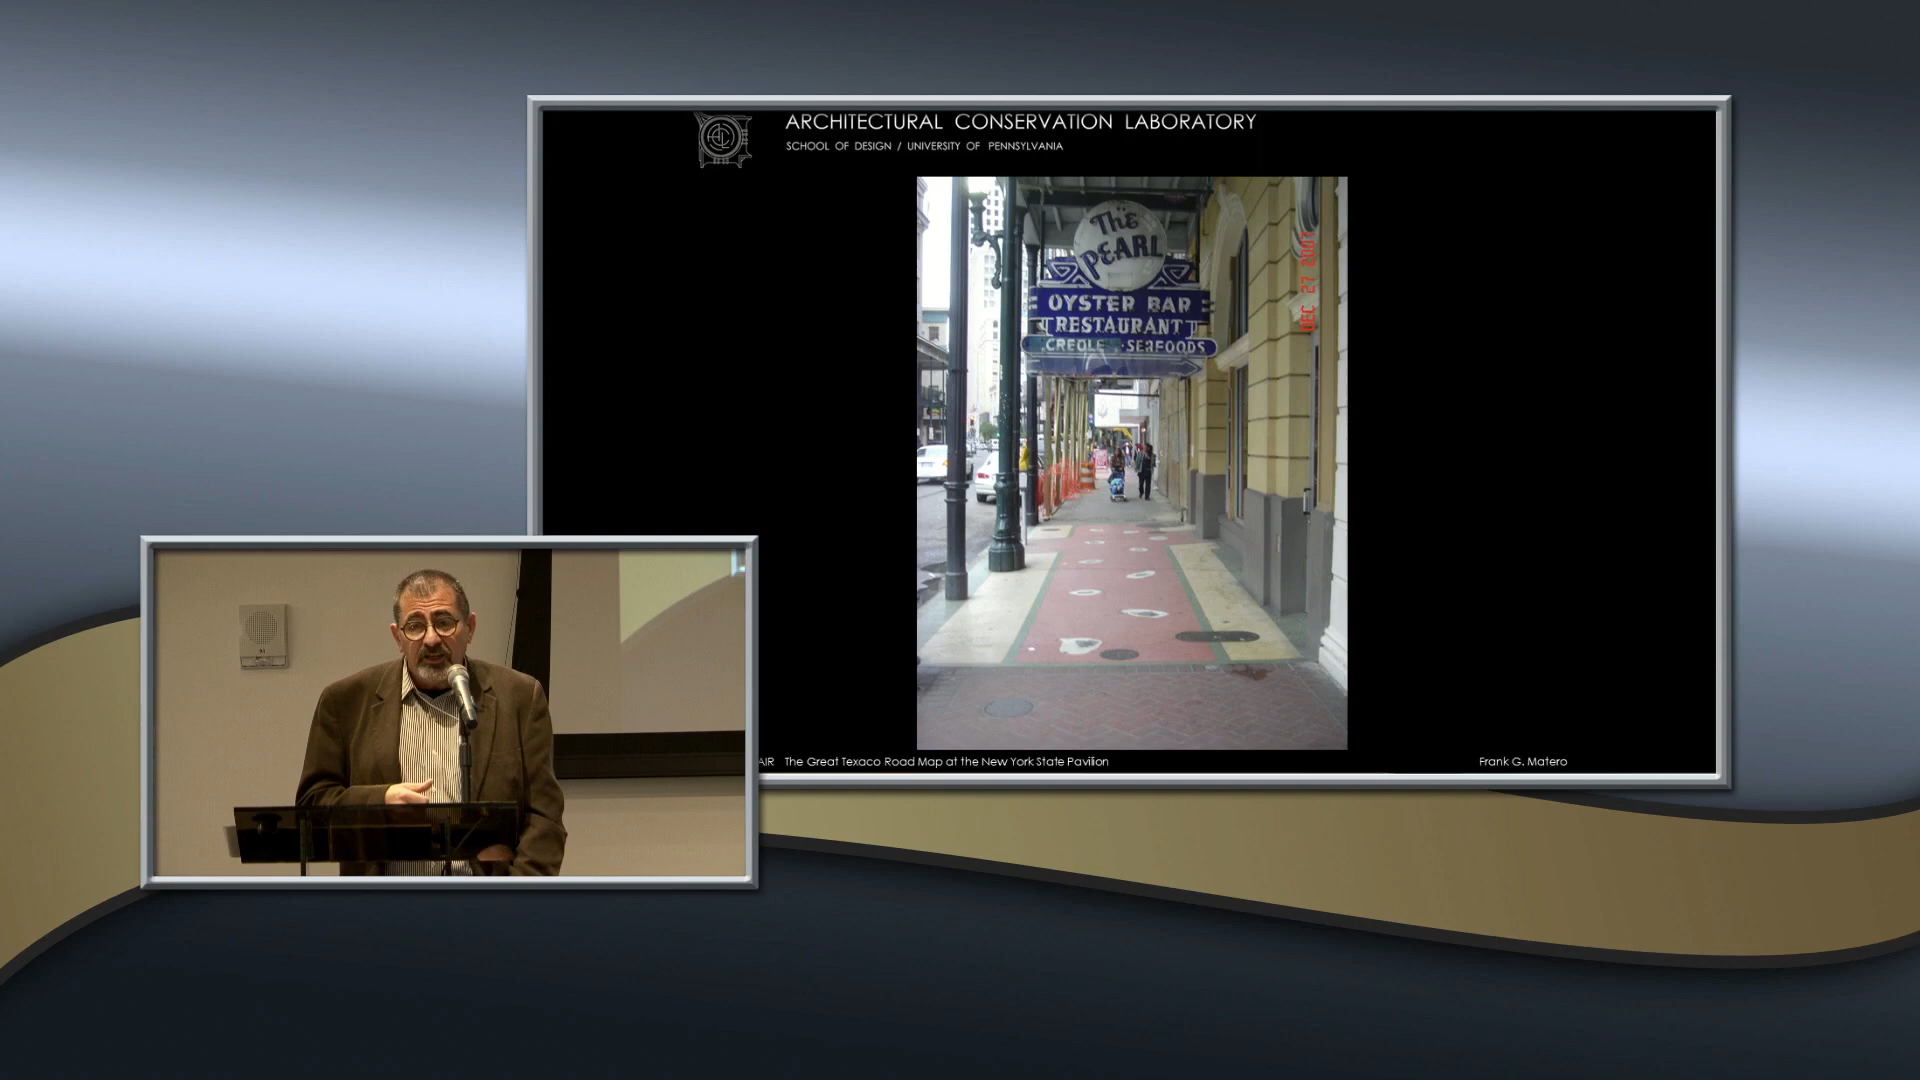 ARCHITECTURAL CONSERVATION LABORATORY
SCHOOL OF DESIGN / UNIVERSITY OF PENNSYLVANIA
The
PEARL
OYSTER BAR
RESTAURANT
CREOLE · SEAFOODS
DEC 27 2007
AIR The Great Texaco Road Map at the New York State Pavilion
Frank G. Matero